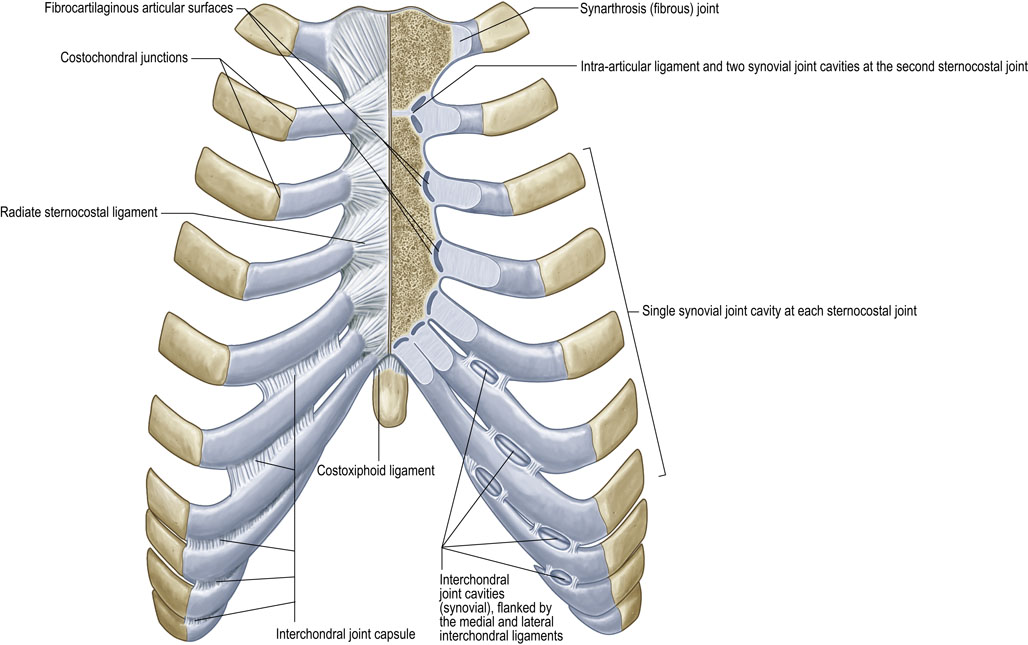 Fibrocartilaginous articular surfaces
Synarthrosis (fibrous) joint
Costochondral junctions
Intra-articular ligament and two synovial joint cavities at the second sternocostal joint
Radiate sternocostal ligament
Single synovial joint cavity at each sternocostal joint
Costoxiphoid ligament
Interchondral
joint cavities
(synovial), flanked by
the medial and lateral
interchondral ligaments
Interchondral joint capsule